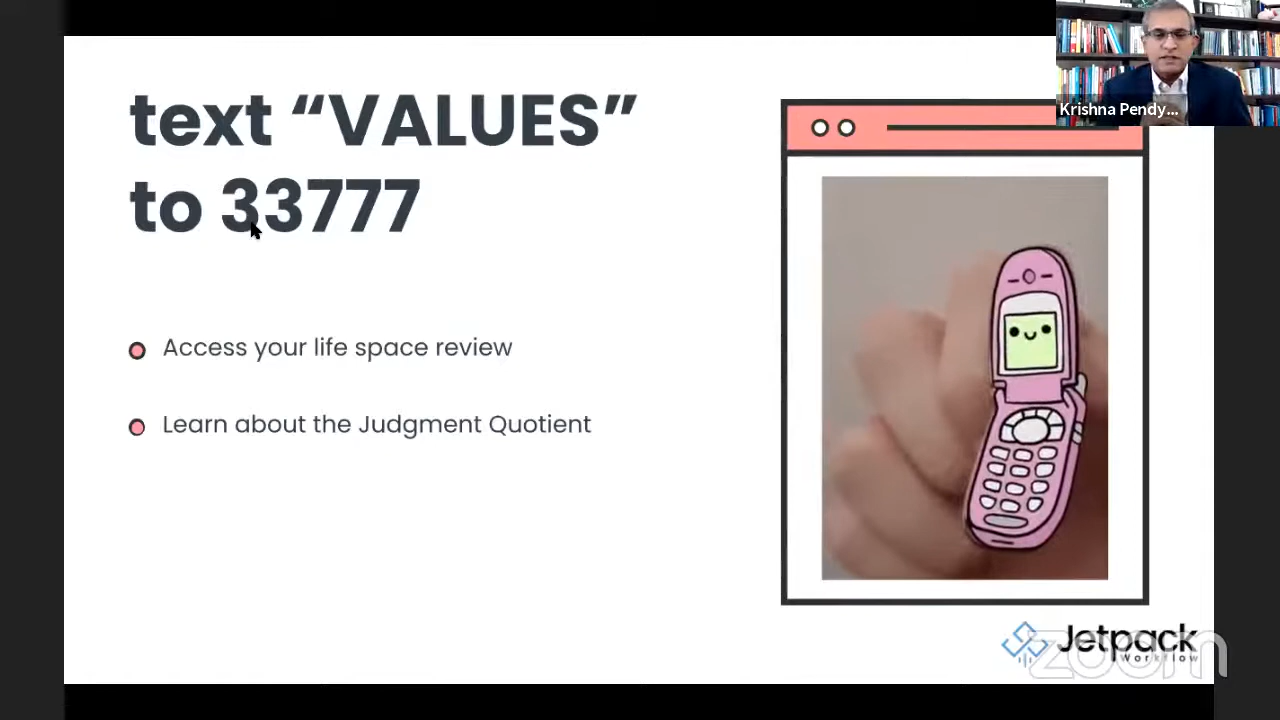 text “VALUES”
to 33777
Access your life space review
Learn about the Judgment Quotient
Krishna Pendy...
Jetpack
Workflow
zoom